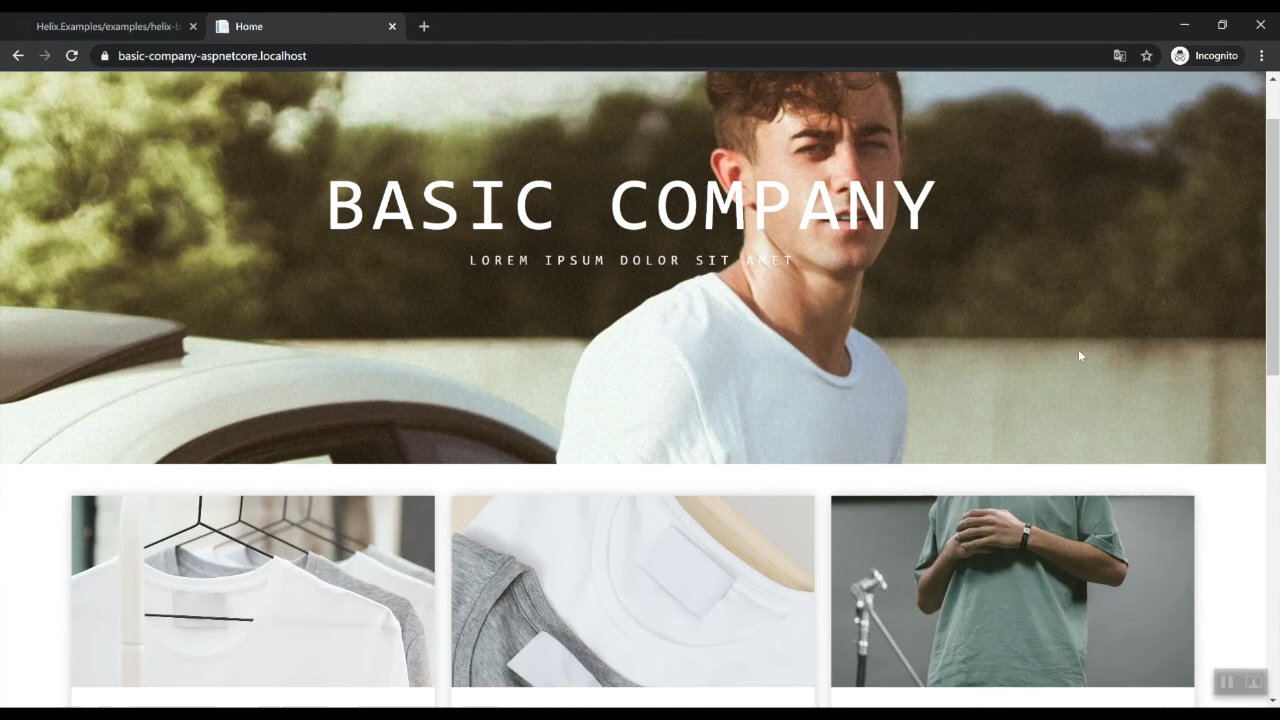 Helix.Examples/examples/helix-b
Home
basic-company-aspnetcore.localhost
Incognito
BASIC COMPANY
LOREM IPSUM DOLOR SIT AMET